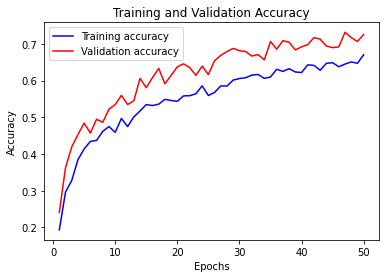 Training and Validation Accuracy
Training accuracy
Validation accuracy
Accuracy
0.7
0.6
0.5
0.4
0.3
0.2
0 10 20 30 40 50
Epochs